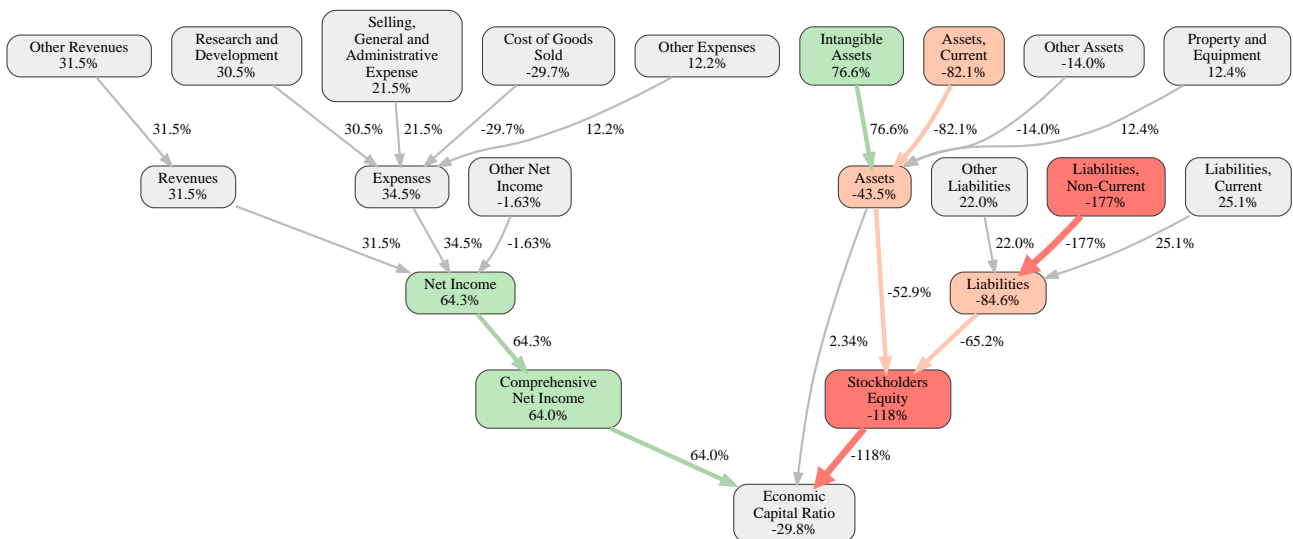 Other Revenues
31.5%
Research and
Development
30.5%
Selling,
General and
Administrative
Expense
21.5%
Cost of Goods
Sold
-29.7%
Other Expenses
12.2%
Intangible
Assets
76.6%
Assets,
Current
-82.1%
Other Assets
-14.0%
Property and
Equipment
12.4%
31.5%
30.5%
21.5%
-29.7%
12.2%
76.6%
-82.1%
-14.0%
12.4%
Revenues
31.5%
Expenses
34.5%
Other Net
Income
-1.63%
Assets
-43.5%
Other
Liabilities
22.0%
Liabilities,
Non-Current
-177%
Liabilities,
Current
25.1%
31.5%
34.5%
-1.63%
22.0%
-177%
25.1%
Net Income
64.3%
-52.9%
Liabilities
-84.6%
64.3%
2.34%
-65.2%
Comprehensive
Net Income
64.0%
Stockholders
Equity
-118%
64.0%
-118%
Economic
Capital Ratio
-29.8%